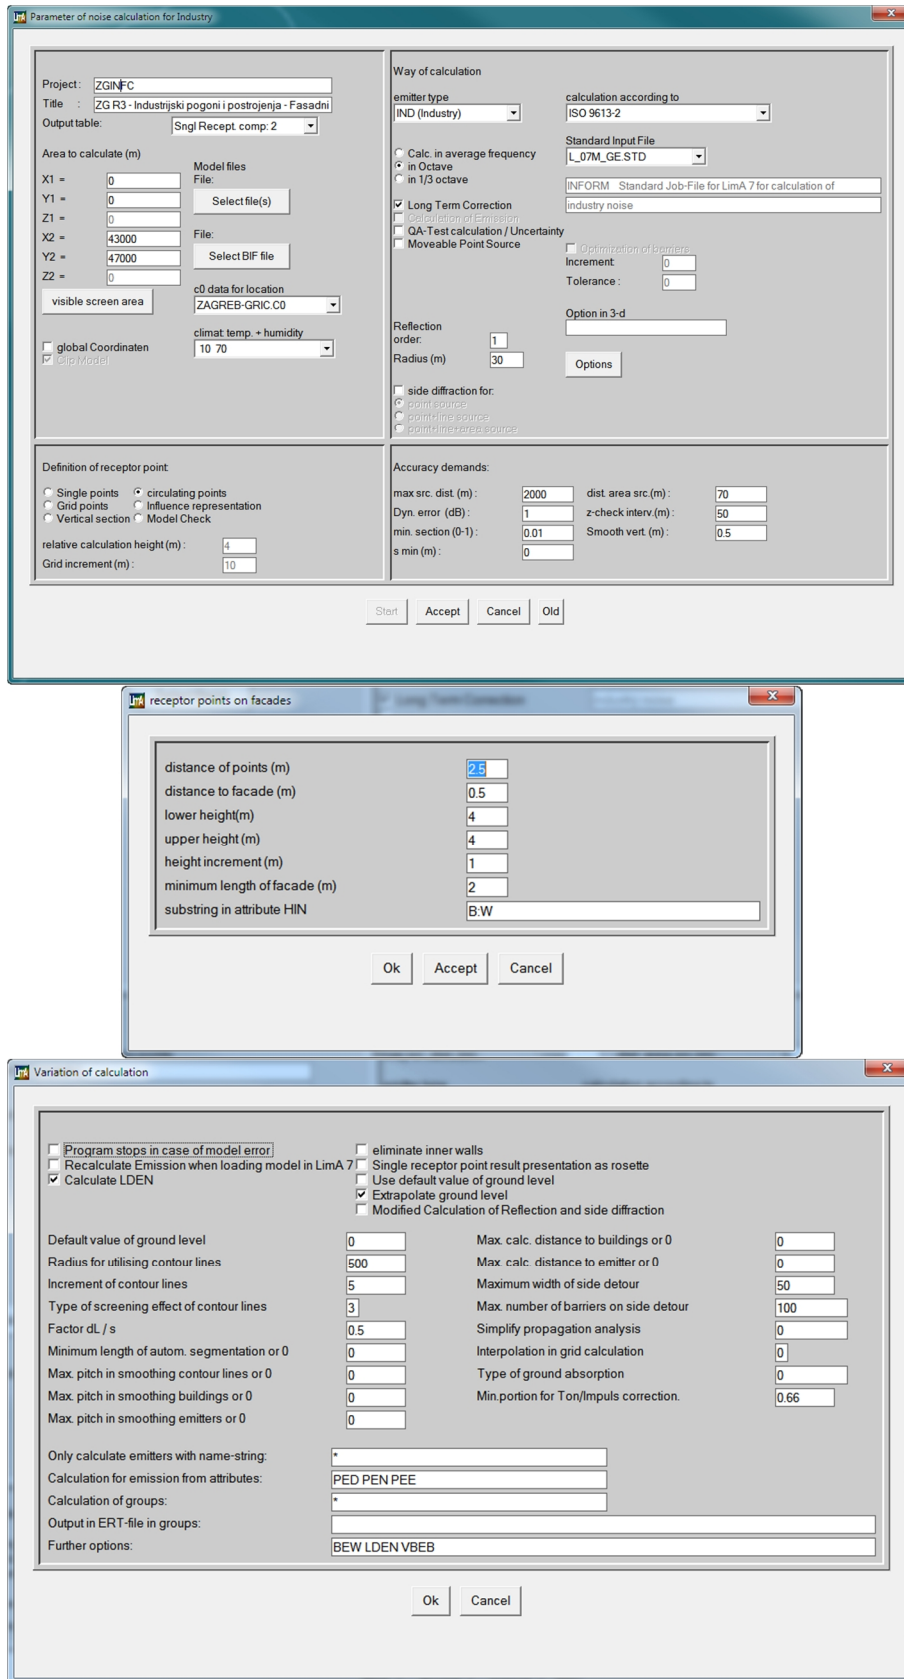 Parameter of noise calculation for Industry
Project: ZGINFC
Title : ZG R3 - Industrijski pogoni i postrojenja - Fasadni
Output table: Sngl Recept. comp: 2
Area to calculate (m)
Model files
X1 = 0
File:
Y1 = 0
Select file(s)
Z1 = 0
X2 = 43000
File:
Y2 = 47000
Select BIF file
Z2 = 0
visible screen area
c0 data for location
ZAGREB-GRIC.C0
climat: temp. + humidity
global Coordinaten
10 70
Clip Model
Way of calculation
emitter type
calculation according to
IND (Industry)
ISO 9613-2
Standard Input File
Calc. in average frequency
L_07M_GE.STD
in Octave
in 1/3 octave
INFORM Standard Job-File for LimA 7 for calculation of
Long Term Correction
industry noise
Calculation of Emission
QA-Test calculation / Uncertainty
Moveable Point Source
Optimization of barriers
Increment: 0
Tolerance : 0
Option in 3-d
Reflection
order: 1
Radius (m) 30
Options
side diffraction for:
point source
point+line source
point+line+area source
Definition of receptor point:
Single points circulating points
Grid points Influence representation
Vertical section Model Check
relative calculation height (m) : 4
Grid increment (m) : 10
Accuracy demands:
max src. dist. (m) : 2000 dist. area src.(m) : 70
Dyn. error (dB) : 1 z-check interv.(m) : 50
min. section (0-1) : 0.01 Smooth vert. (m) : 0.5
s min (m) : 0
Start Accept Cancel Old
LimA receptor points on facades
distance of points (m) 2.5
distance to facade (m) 0.5
lower height(m) 4
upper height (m) 4
height increment (m) 1
minimum length of facade (m) 2
substring in attribute HIN B:W
Ok Accept Cancel
Variation of calculation
Program stops in case of model error eliminate inner walls
Recalculate Emission when loading model in LimA 7 Single receptor point result presentation as rosette
Calculate LDEN Use default value of ground level
Extrapolate ground level
Modified Calculation of Reflection and side diffraction
Default value of ground level 0 Max. calc. distance to buildings or 0 0
Radius for utilising contour lines 500 Max. calc. distance to emitter or 0 0
Increment of contour lines 5 Maximum width of side detour 50
Type of screening effect of contour lines 3 Max. number of barriers on side detour 100
Factor dL / s 0.5 Simplify propagation analysis 0
Minimum length of autom. segmentation or 0 0 Interpolation in grid calculation 0
Max. pitch in smoothing contour lines or 0 0 Type of ground absorption 0
Max. pitch in smoothing buildings or 0 0 Min.portion for Ton/Impuls correction. 0.66
Max. pitch in smoothing emitters or 0 0
Only calculate emitters with name-string: *
Calculation for emission from attributes: PED PEN PEE
Calculation of groups: *
Output in ERT-file in groups:
Further options: BEW LDEN VBEB
Ok Cancel